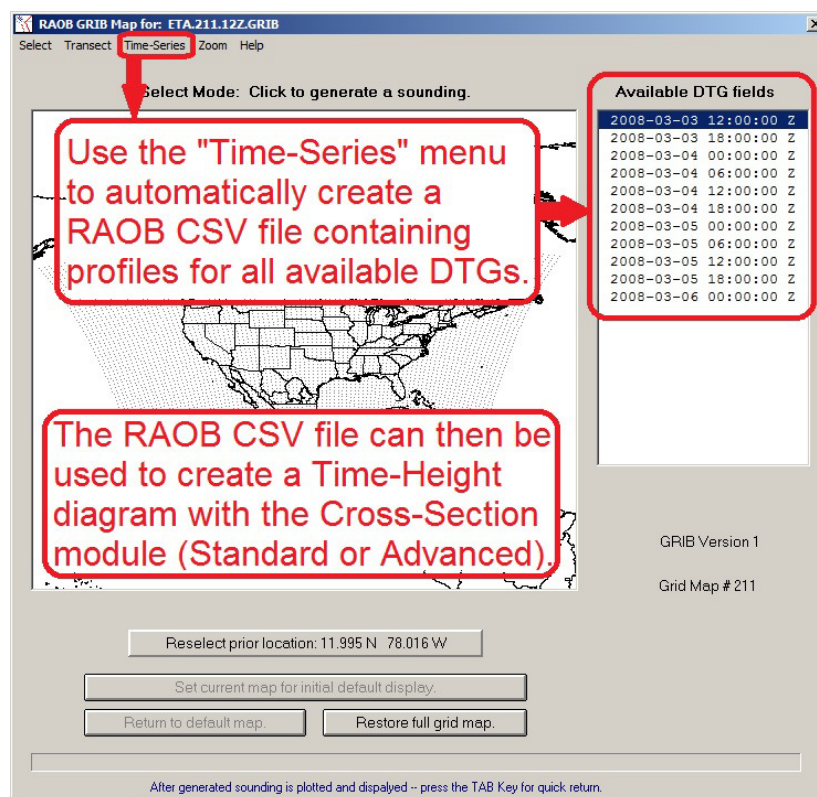 RAOB GRIB Map for: ETA.211.12Z.GRIB
Select Transect Time-Series Zoom Help
Select Mode: Click to generate a sounding.
Use the "Time-Series" menu
to automatically create a
RAOB CSV file containing
profiles for all available DTGs.
The RAOB CSV file can then be
used to create a Time-Height
diagram with the Cross-Section
module (Standard or Advanced).
Available DTG fields
2008-03-03 12:00:00 Z
2008-03-03 18:00:00 Z
2008-03-04 00:00:00 Z
2008-03-04 06:00:00 Z
2008-03-04 12:00:00 Z
2008-03-04 18:00:00 Z
2008-03-05 00:00:00 Z
2008-03-05 06:00:00 Z
2008-03-05 12:00:00 Z
2008-03-05 18:00:00 Z
2008-03-06 00:00:00 Z
GRIB Version 1
Grid Map # 211
Reselect prior location: 11.995 N 78.016 W
Set current map for initial default display.
Return to default map.
Restore full grid map.
After generated sounding is plotted and dispalyed -- press the TAB Key for quick return.